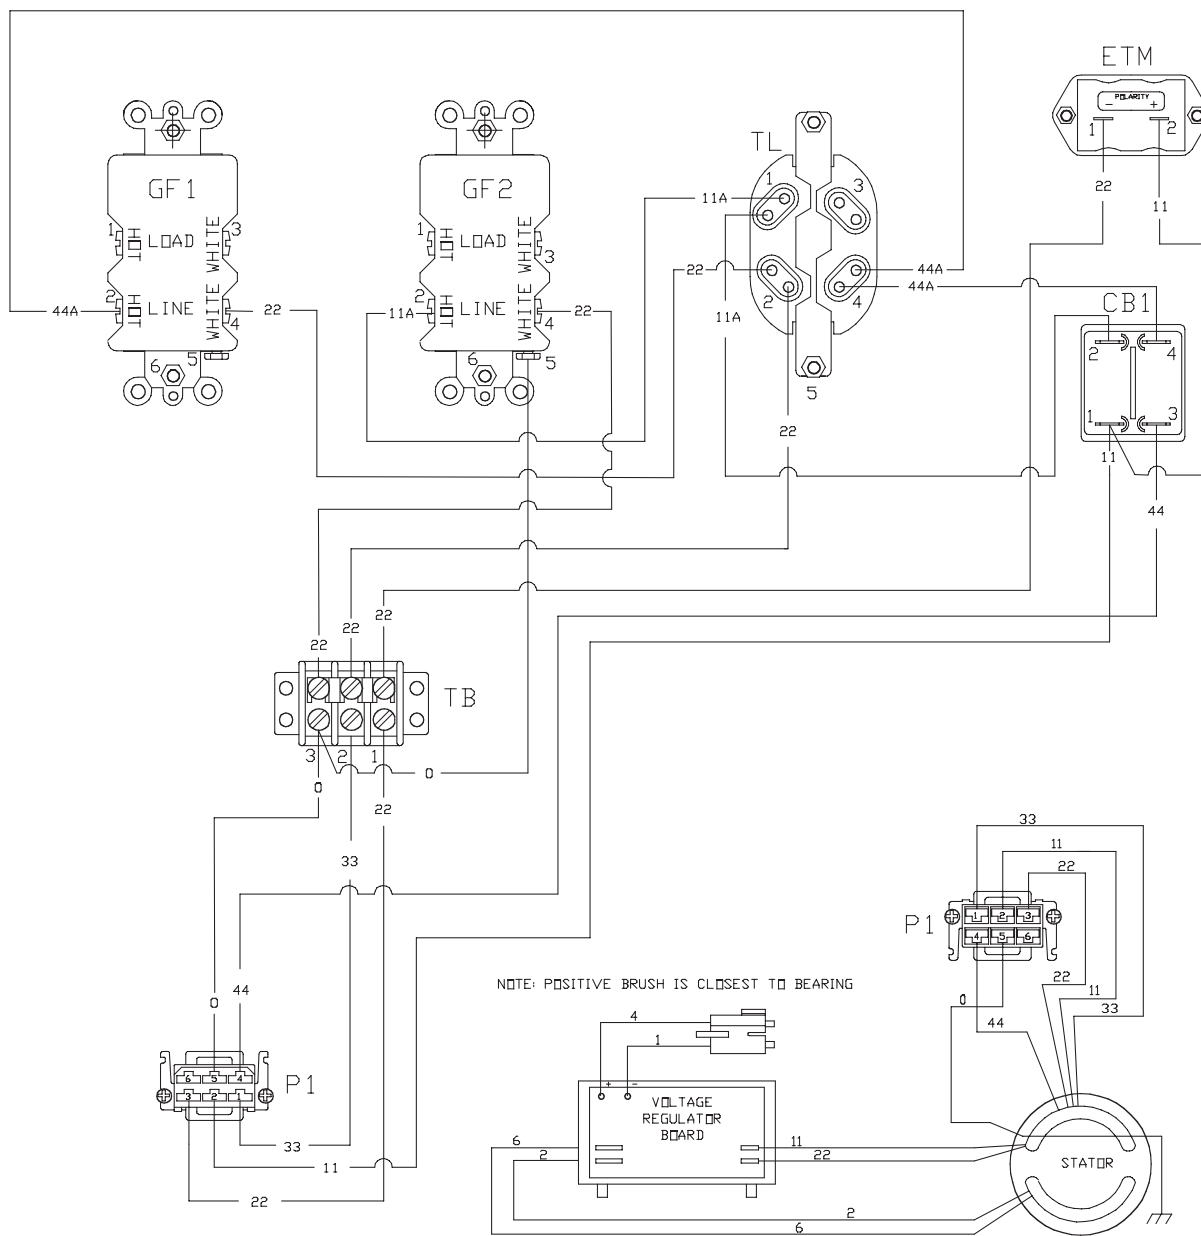 ETM
POLARITY
- +
1 2
22 11
GF1
1 HOT LOAD WHITE 3
2 HOT LINE WHITE 4
6 5
44A 22
GF2
1 HOT LOAD WHITE 3
2 HOT LINE WHITE 4
6 5
11A 22
TL
1 3
2 4
5
11A
22
11A
44A
44A
22
CB1
2 4
1 3
11
44
22
22
22
TB
3 2 1
0
0
22
33
44
0
6 5 4
3 2 1
P1
33
11
22
33
11
22
P1
1 2 3
4 5 6
0
44
22
11
33
NOTE: POSITIVE BRUSH IS CLOSEST TO BEARING
4
1
+ -
VOLTAGE
REGULATOR
BOARD
6
2
11
22
2
6
STATOR